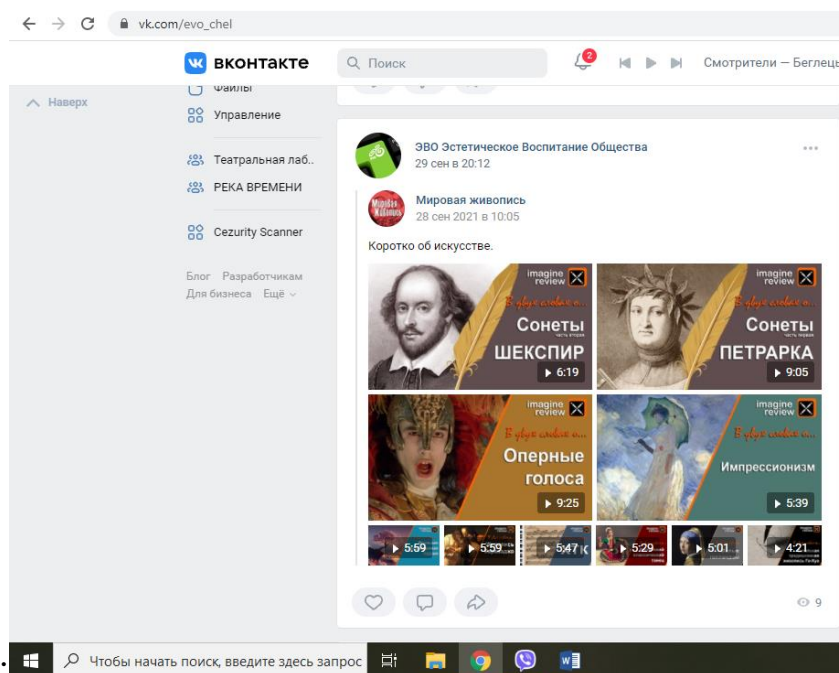 vk.com/evo_chel
ВКОНТАКТЕ
Поиск
2
Смотрители — Беглец
Наверх
Файлы
Управление
Театральная лаб..
РЕКА ВРЕМЕНИ
Cezurity Scanner
Блог Разработчикам
Для бизнеса Ещё
ЭВО Эстетическое Воспитание Общества
29 сен в 20:12
Мировая живопись
28 сен 2021 в 10:05
Коротко об искусстве.
imagine review
В двух словах о...
Сонеты
часть вторая
ШЕКСПИР
6:19
imagine review
В двух словах о...
Сонеты
часть первая
ПЕТРАРКА
9:05
imagine review
В двух словах о...
Оперные
голоса
9:25
imagine review
В двух словах о...
Импрессионизм
5:39
5:59
5:59
5:47
5:29
5:01
4:21
9
Чтобы начать поиск, введите здесь запрос